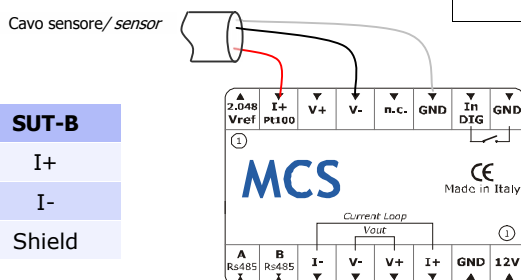 Cavo sensore/ sensor
SUT-B
I+
I-
Shield
2.048 Vref I+ Pt100 V+ V- n.c. GND In DIG GND
1
MCS
CE
Made in Italy
Current Loop
Vout
1
A Rs485 B Rs485 I- V- V+ I+ GND 12V